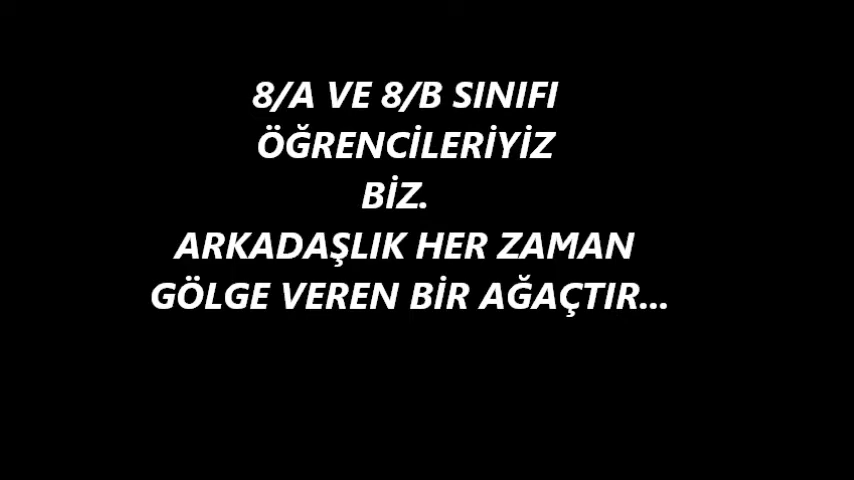 8/A VE 8/B SINIFI
ÖĞRENCİLERİYİZ
BİZ.
ARKADAŞLIK HER ZAMAN
GÖLGE VEREN BİR AĞAÇTIR...